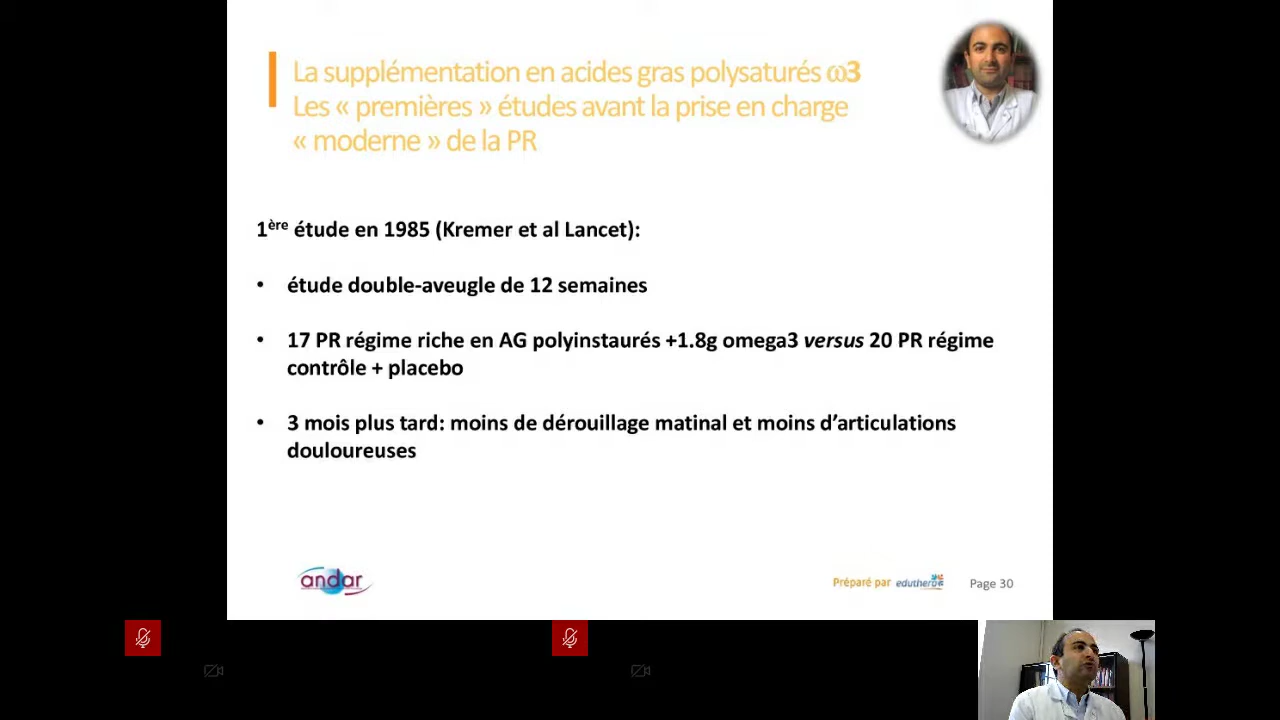 La supplémentation en acides gras polysaturés ω3
Les « premières » études avant la prise en charge
« moderne » de la PR
1ère étude en 1985 (Kremer et al Lancet):
• étude double-aveugle de 12 semaines
• 17 PR régime riche en AG polyinstaurés +1.8g omega3 versus 20 PR régime
contrôle + placebo
• 3 mois plus tard: moins de dérouillage matinal et moins d’articulations
douloureuses
andar
Préparé par eduthera
Page 30